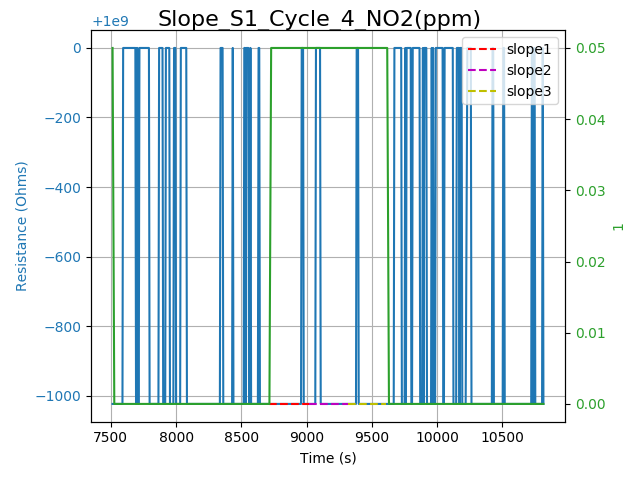 Slope_S1_Cycle_4_NO2(ppm)
+1e9
slope1
slope2
slope3
0
−200
−400
−600
−800
−1000
Resistance (Ohms)
0.05
0.04
0.03
0.02
0.01
0.00
1
7500 8000 8500 9000 9500 10000 10500
Time (s)